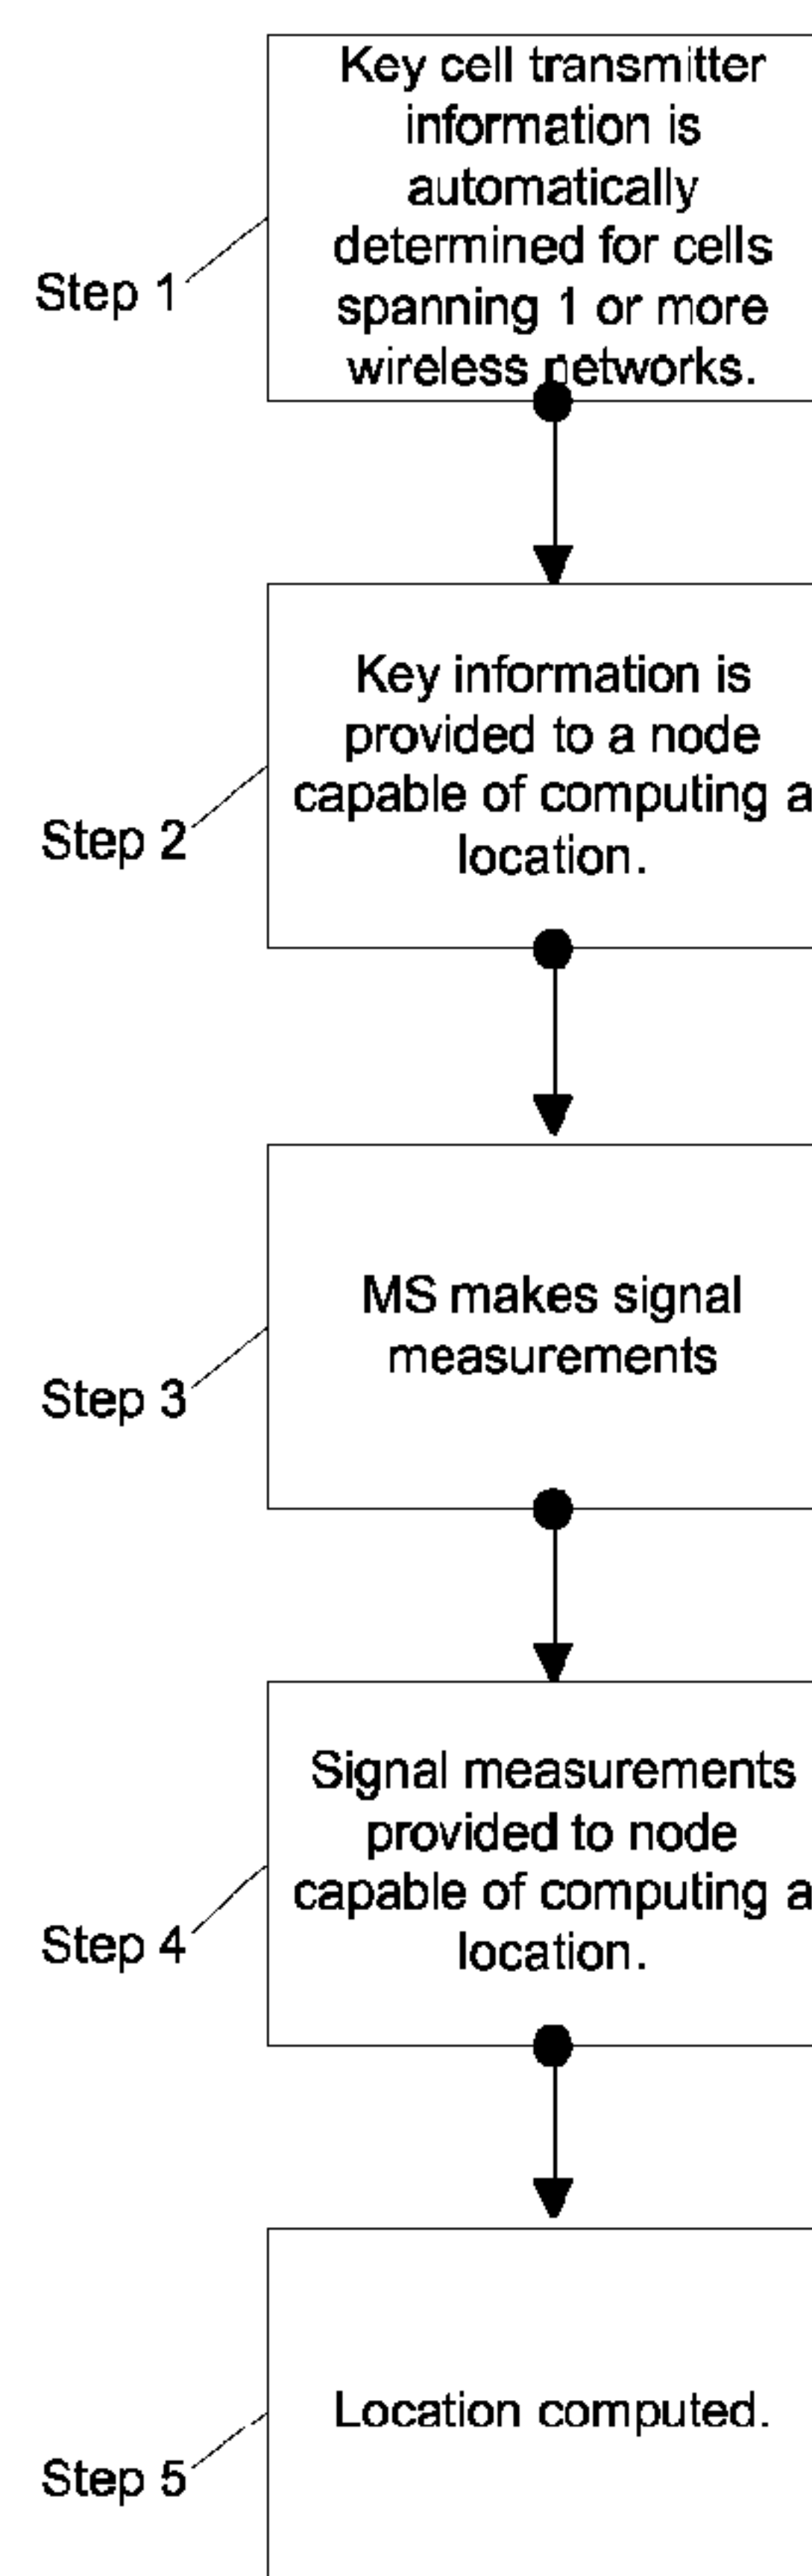 Key cell transmitter
information is
automatically
determined for cells
spanning 1 or more
wireless networks.
Step 1
Key information is
provided to a node
capable of computing a
location.
Step 2
MS makes signal
measurements
Step 3
Signal measurements
provided to node
capable of computing a
location.
Step 4
Location computed.
Step 5